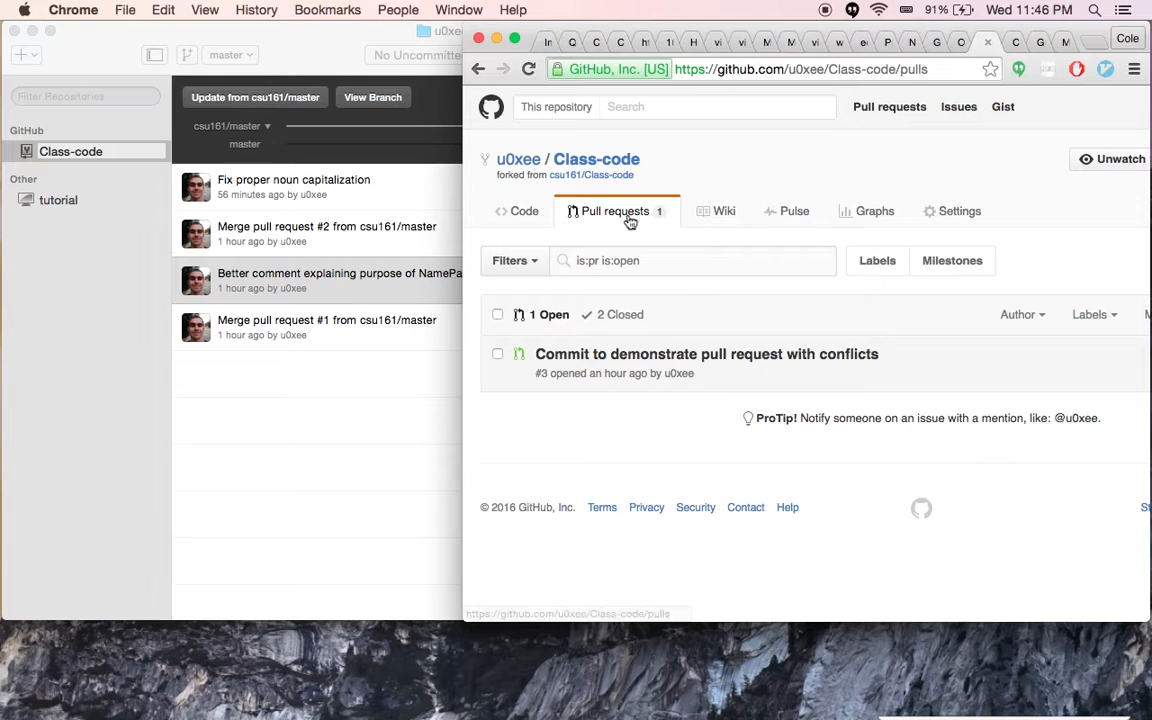 Chrome File Edit View History Bookmarks People Window Help 91% Wed 11:46 PM
master No Uncommitte
In Q C C H vi vi M M vi w P N G O C G M Cole
GitHub, Inc. [US] https://github.com/u0xee/Class-code/pulls
Filter Repositories
GitHub
Class-code
Other
tutorial
Update from csu161/master View Branch
csu161/master
master
Fix proper noun capitalization
56 minutes ago by u0xee
Merge pull request #2 from csu161/master
1 hour ago by u0xee
Better comment explaining purpose of NamePa
1 hour ago by u0xee
Merge pull request #1 from csu161/master
1 hour ago by u0xee
This repository Search Pull requests Issues Gist
u0xee / Class-code Unwatch
forked from csu161/Class-code
Code Pull requests 1 Wiki Pulse Graphs Settings
Filters is:pr is:open Labels Milestones
1 Open 2 Closed Author Labels M
Commit to demonstrate pull request with conflicts
#3 opened an hour ago by u0xee
ProTip! Notify someone on an issue with a mention, like: @u0xee.
© 2016 GitHub, Inc. Terms Privacy Security Contact Help St
https://github.com/u0xee/Class-code/pulls